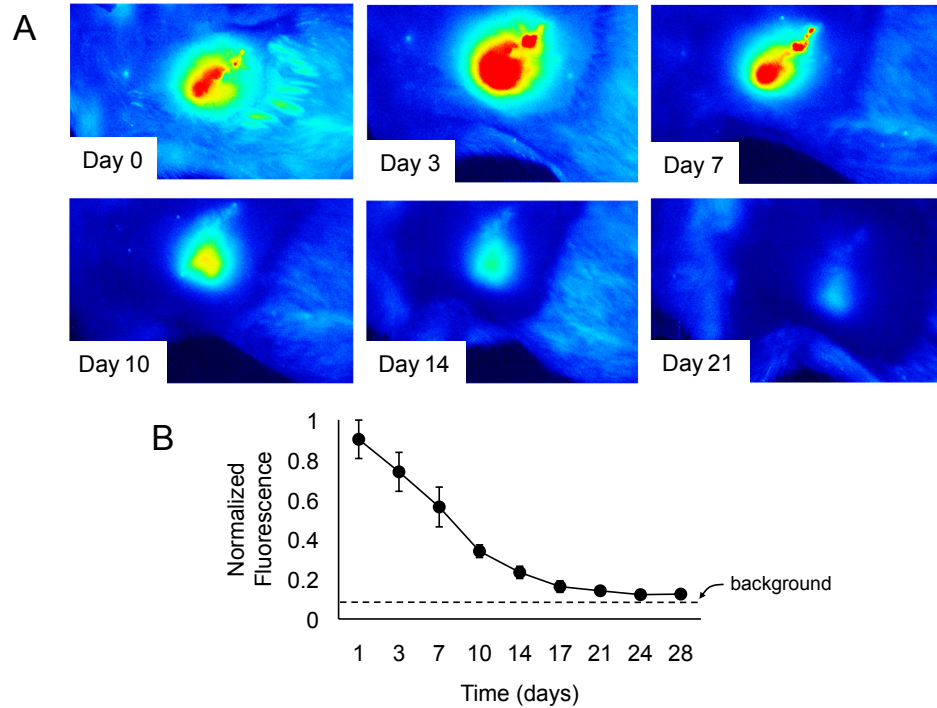 A
Day 0
Day 3
Day 7
Day 10
Day 14
Day 21
B
Normalized
Fluorescence
1
0.8
0.6
0.4
0.2
0
background
1 3 7 10 14 17 21 24 28
Time (days)